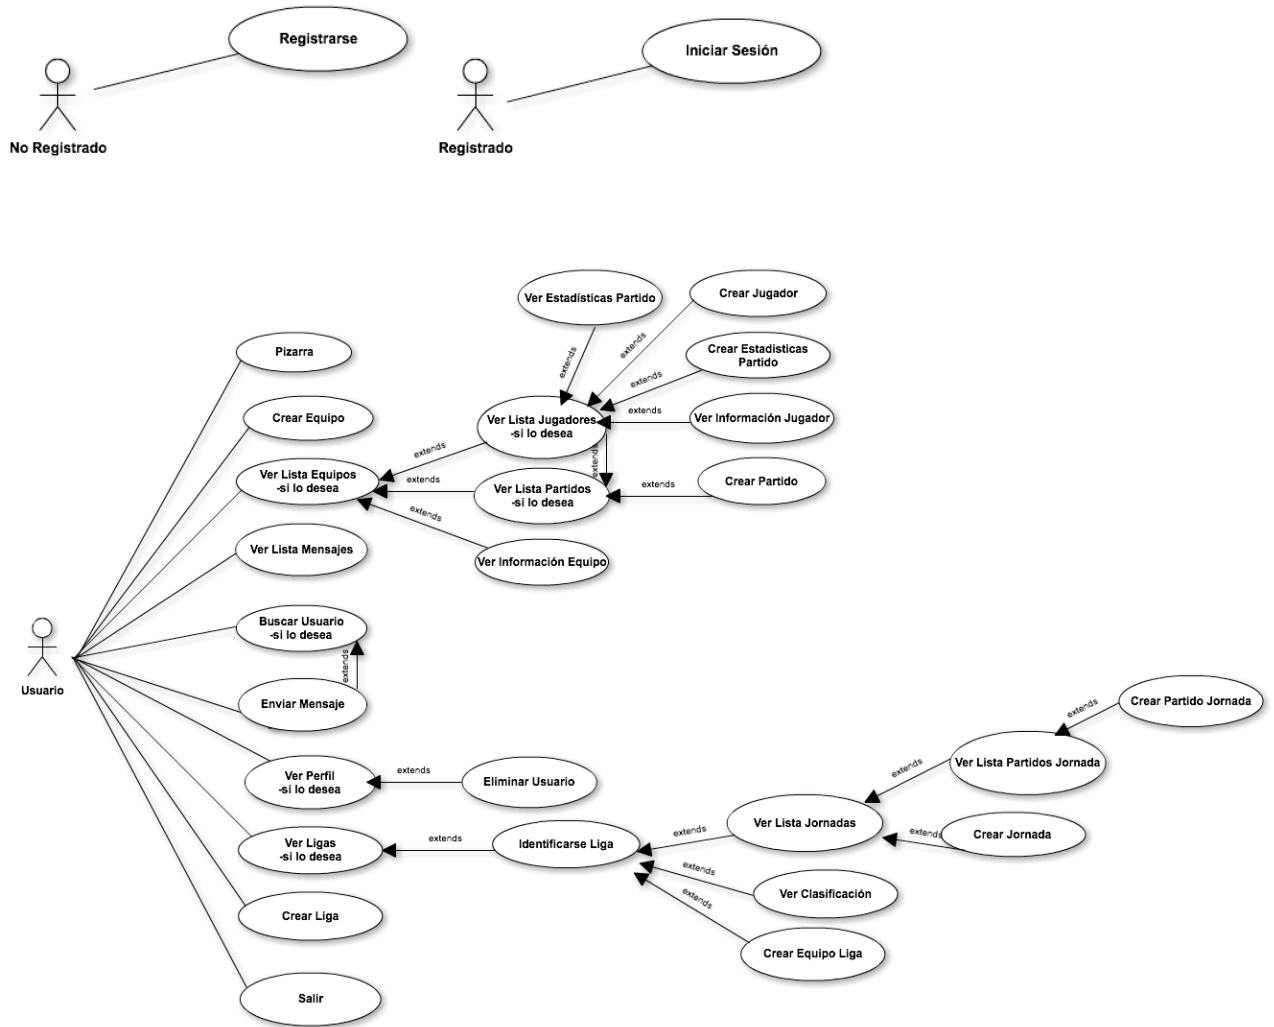 Registrarse
Iniciar Sesión
No Registrado
Registrado
Ver Estadísticas Partido
Crear Jugador
extends
extends
Pizarra
Crear Estadisticas
Partido
extends
Crear Equipo
Ver Lista Jugadores
-si lo desea
extends
Ver Información Jugador
extends
extends
Ver Lista Equipos
-si lo desea
extends
Ver Lista Partidos
-si lo desea
extends
Crear Partido
extends
Ver Lista Mensajes
Ver Información Equipo
Buscar Usuario
-si lo desea
extends
Usuario
Enviar Mensaje
Crear Partido Jornada
extends
Ver Lista Partidos Jornada
extends
Ver Perfil
-si lo desea
extends
Eliminar Usuario
Ver Lista Jornadas
extends
Crear Jornada
Ver Ligas
-si lo desea
extends
Identificarse Liga
extends
extends
Ver Clasificación
extends
Crear Liga
Crear Equipo Liga
Salir